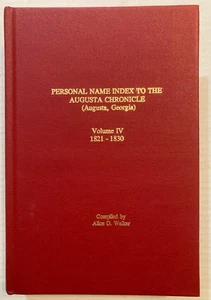 PERSONAL NAME INDEX TO THE
AUGUSTA CHRONICLE
(Augusta, Georgia)
Volume IV
1821 - 1830
Compiled by
Alice O. Walker